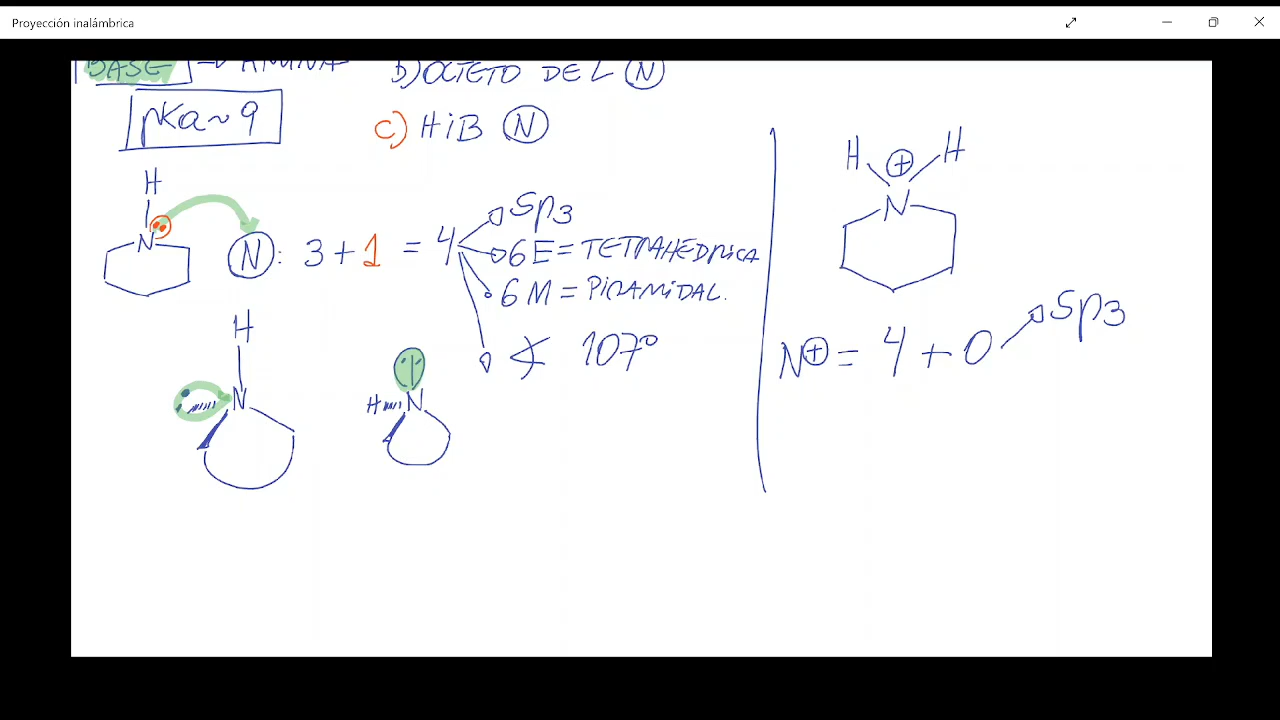 Proyección inalámbrica
BASE → AMINA
b) OCTETO DEL N
pKa ~ 9
c) HiB N
H
N
N: 3 + 1 = 4
Sp3
6E = TETRAHEDRICA
6M = PIRAMIDAL.
∢ 107°
H
N
H N
H + H
N
N+ = 4 + 0
Sp3